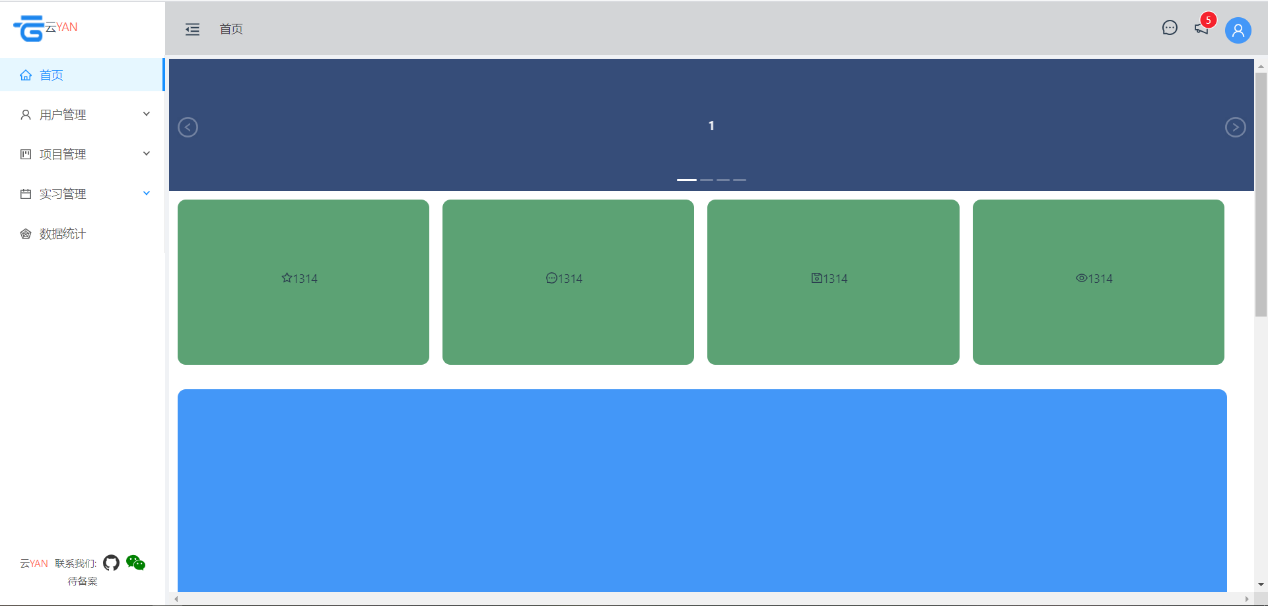 云YAN
首页
5
首页
用户管理
项目管理
实习管理
数据统计
1
1314
1314
1314
1314
云YAN 联系我们:
待备案